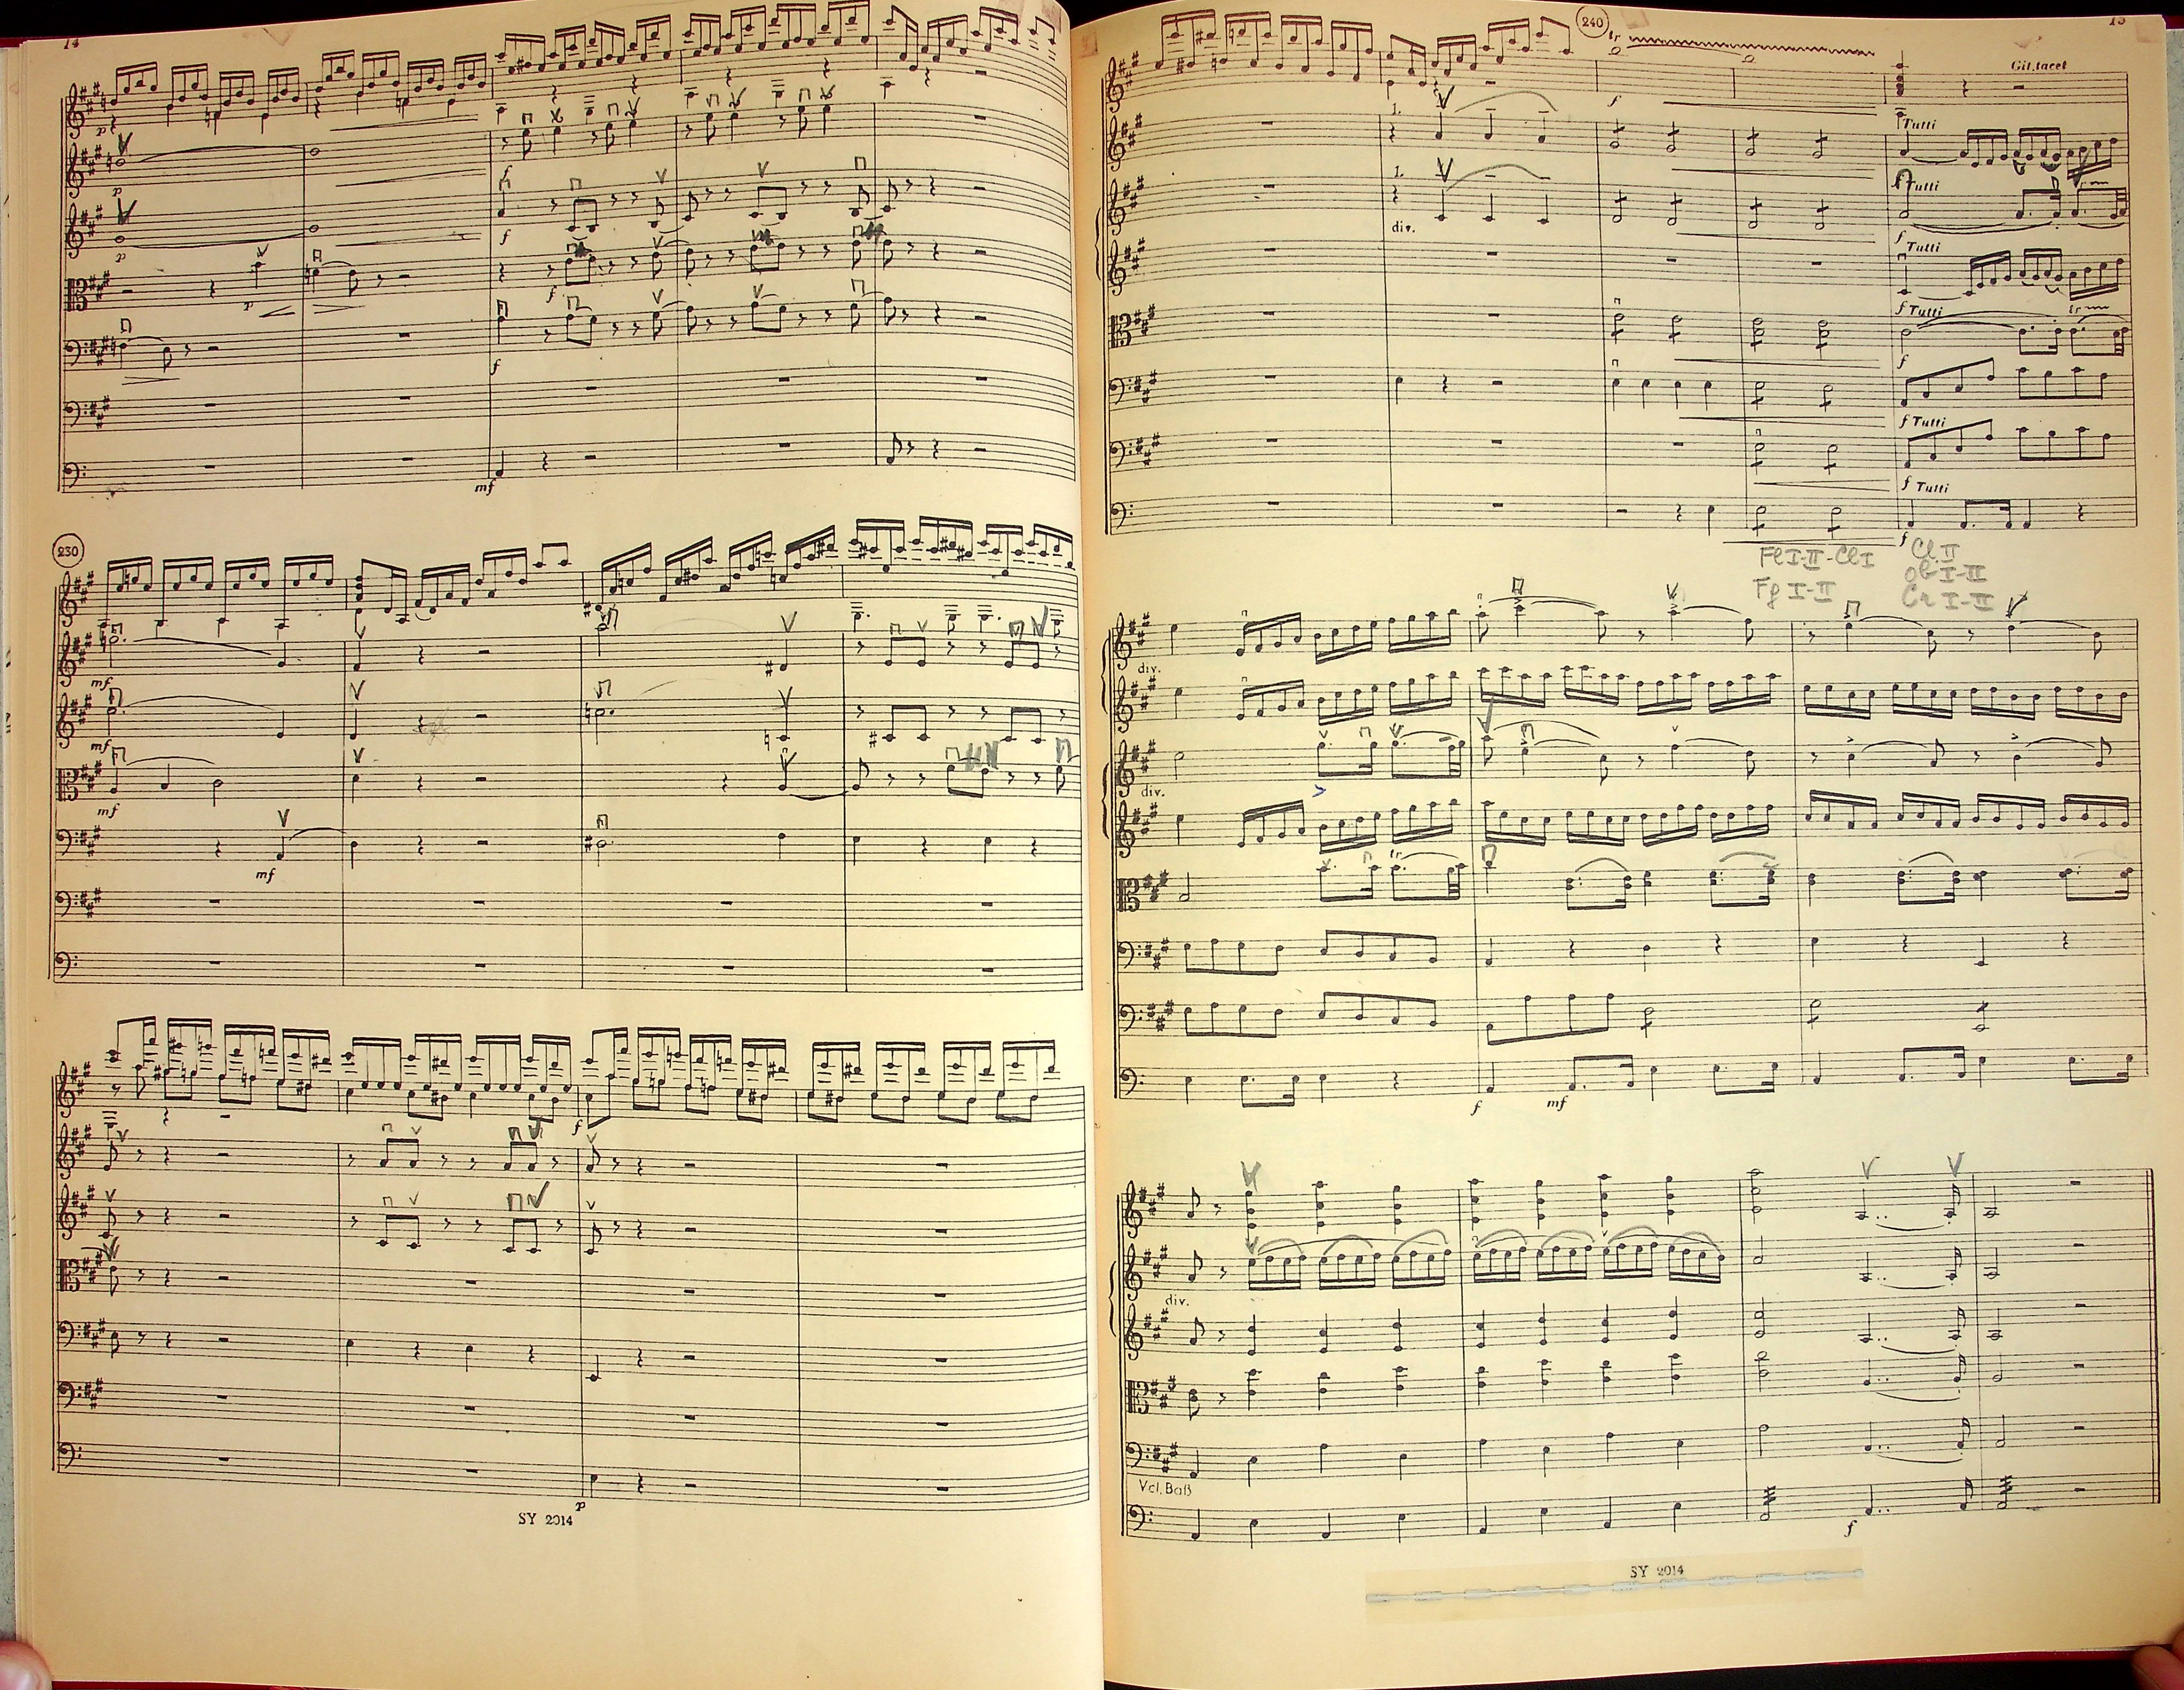 14
p
p
p
p
f
f
f
f
mf
230
mf
mf
mf
mf
f
p
SY 2014
15
240
tr
Git. tacet
f
1.
Tutti
1.
f Tutti
div.
f Tutti
f Tutti
tr
f
f Tutti
f Tutti
f
Fl I-II - Cl I
Cl. II
Ob I-II
Fg I-II
Cr I-II
div.
div.
tr
f
mf
div.
Vcl. Baß
f
SY 2014